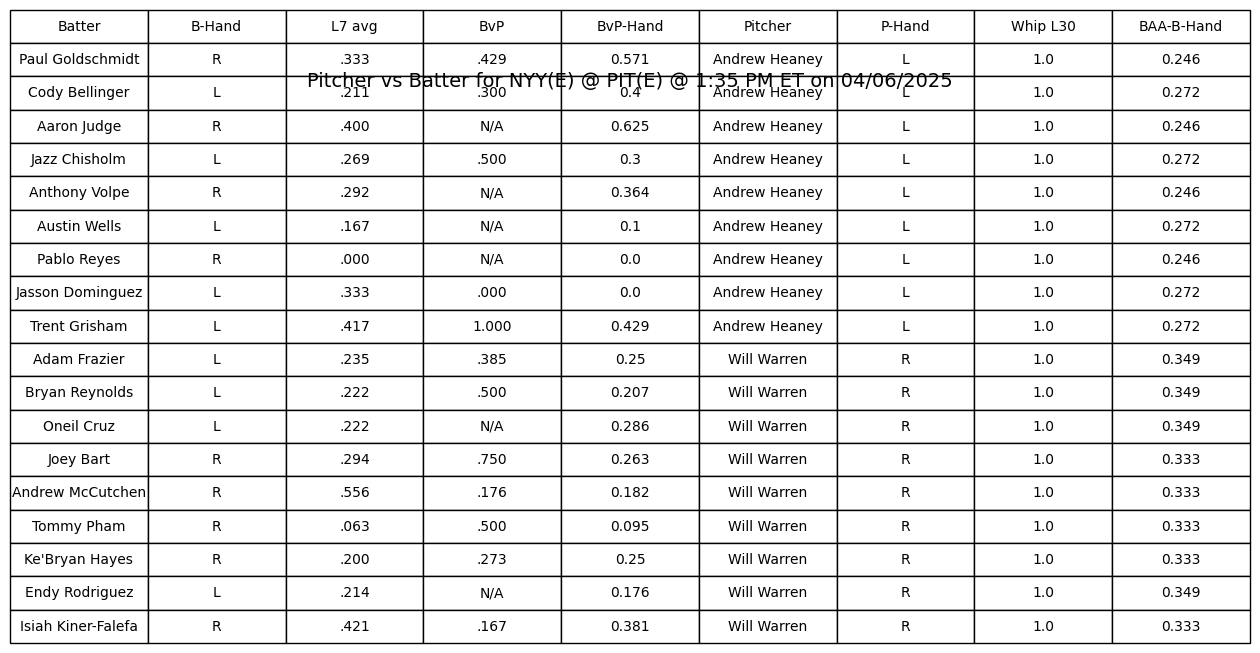 Batter B-Hand L7 avg BvP BvP-Hand Pitcher P-Hand Whip L30 BAA-B-Hand
Paul Goldschmidt R .333 .429 0.571 Andrew Heaney L 1.0 0.246
Pitcher vs Batter for NYY(E) @ PIT(E) @ 1:35 PM ET on 04/06/2025
Cody Bellinger L .211 .300 0.4 Andrew Heaney L 1.0 0.272
Aaron Judge R .400 N/A 0.625 Andrew Heaney L 1.0 0.246
Jazz Chisholm L .269 .500 0.3 Andrew Heaney L 1.0 0.272
Anthony Volpe R .292 N/A 0.364 Andrew Heaney L 1.0 0.246
Austin Wells L .167 N/A 0.1 Andrew Heaney L 1.0 0.272
Pablo Reyes R .000 N/A 0.0 Andrew Heaney L 1.0 0.246
Jasson Dominguez L .333 .000 0.0 Andrew Heaney L 1.0 0.272
Trent Grisham L .417 1.000 0.429 Andrew Heaney L 1.0 0.272
Adam Frazier L .235 .385 0.25 Will Warren R 1.0 0.349
Bryan Reynolds L .222 .500 0.207 Will Warren R 1.0 0.349
Oneil Cruz L .222 N/A 0.286 Will Warren R 1.0 0.349
Joey Bart R .294 .750 0.263 Will Warren R 1.0 0.333
Andrew McCutchen R .556 .176 0.182 Will Warren R 1.0 0.333
Tommy Pham R .063 .500 0.095 Will Warren R 1.0 0.333
Ke'Bryan Hayes R .200 .273 0.25 Will Warren R 1.0 0.333
Endy Rodriguez L .214 N/A 0.176 Will Warren R 1.0 0.349
Isiah Kiner-Falefa R .421 .167 0.381 Will Warren R 1.0 0.333